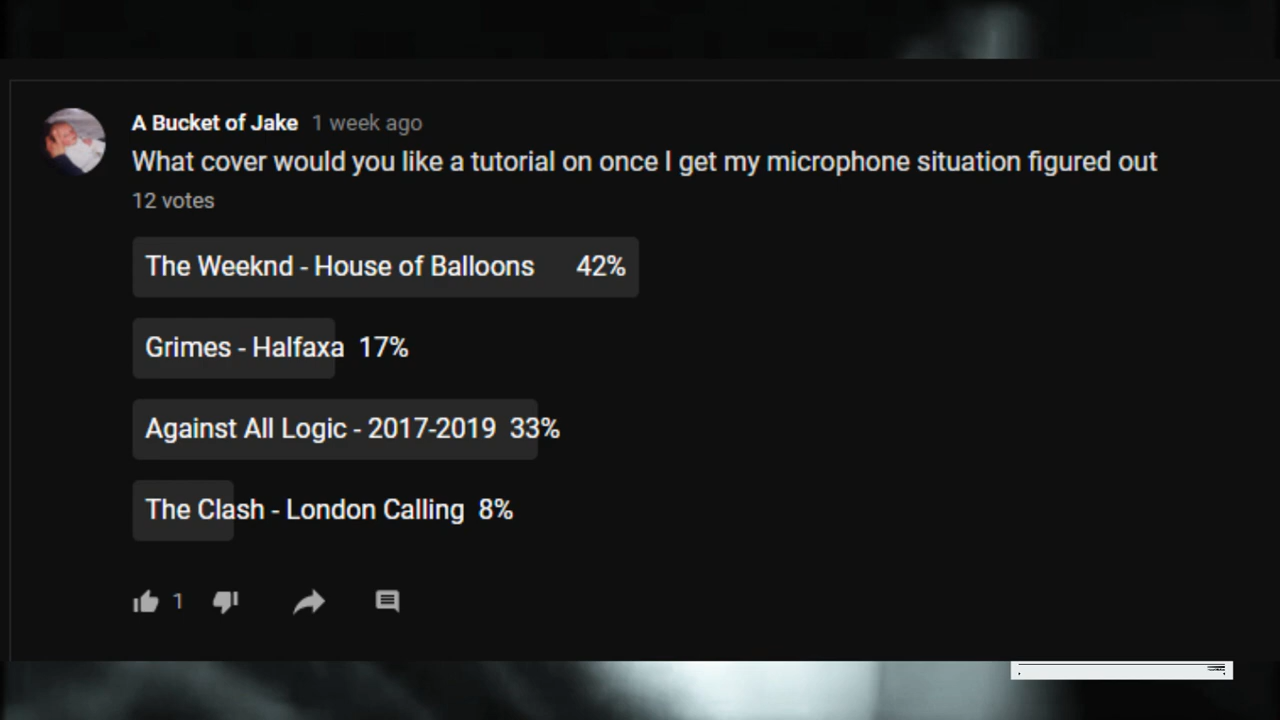 A Bucket of Jake 1 week ago
What cover would you like a tutorial on once I get my microphone situation figured out
12 votes
The Weeknd - House of Balloons 42%
Grimes - Halfaxa 17%
Against All Logic - 2017-2019 33%
The Clash - London Calling 8%
1